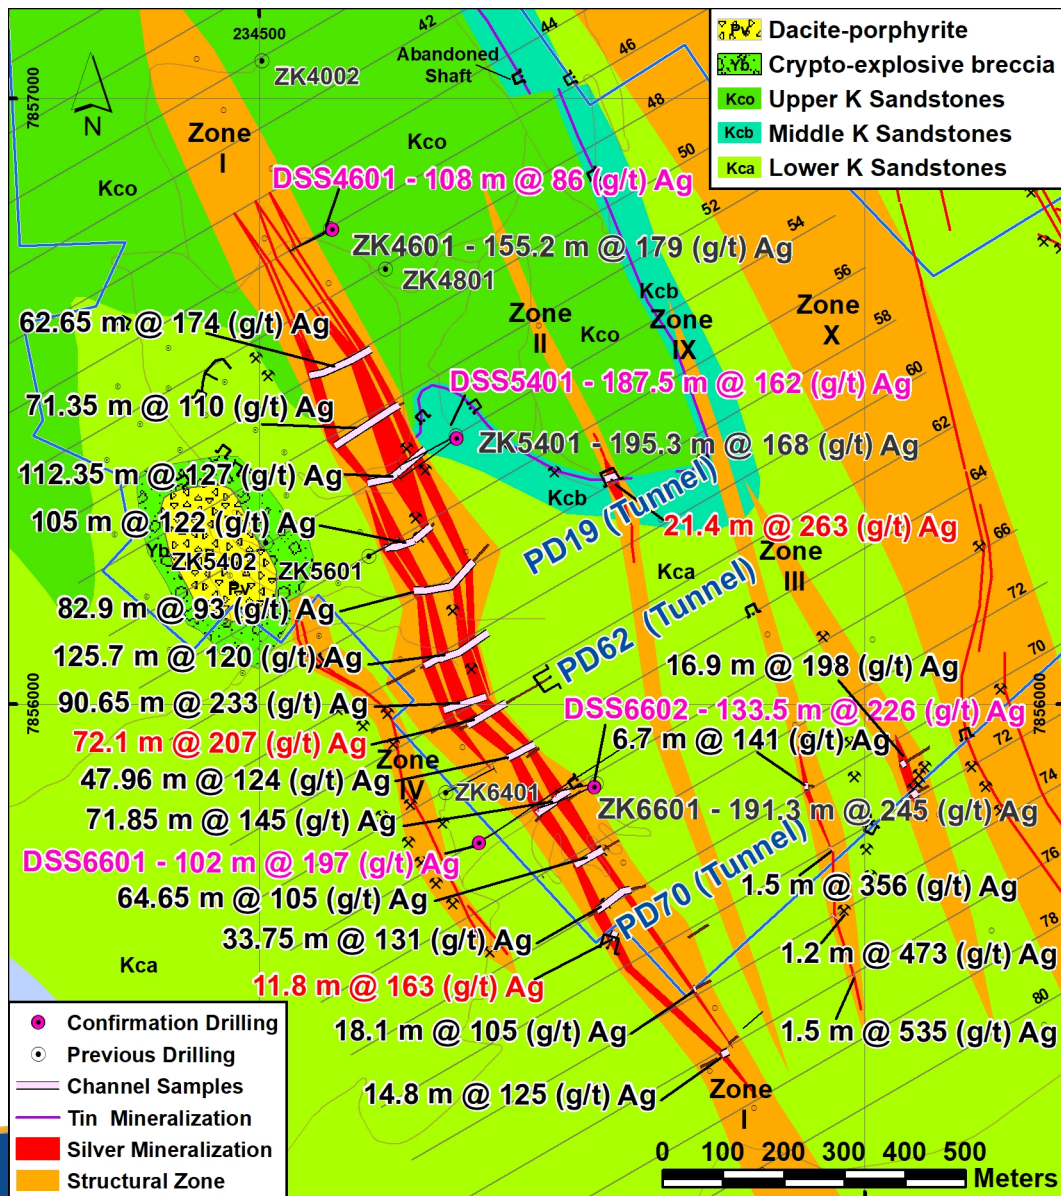 42
44
46
48
50
52
54
56
58
60
62
64
66
72
70
72
74
76
78
80
234500
7857000
7856000
7856000
N
Dacite-porphyrite
Crypto-explosive breccia
Kco Upper K Sandstones
Kcb Middle K Sandstones
Kca Lower K Sandstones
Abandoned
Shaft
ZK4002
Zone
I
Kco
Kco
DSS4601 - 108 m @ 86 (g/t) Ag
ZK4601 - 155.2 m @ 179 (g/t) Ag
ZK4801
Kcb
Zone
II
Kco
Zone
IX
Zone
X
62.65 m @ 174 (g/t) Ag
DSS5401 - 187.5 m @ 162 (g/t) Ag
71.35 m @ 110 (g/t) Ag
ZK5401 - 195.3 m @ 168 (g/t) Ag
112.35 m @ 127 (g/t) Ag
Kcb
PD19 (Tunnel)
105 m @ 122 (g/t) Ag
21.4 m @ 263 (g/t) Ag
Yb
ZK5402
Pv
ZK5601
Kca
Zone
III
82.9 m @ 93 (g/t) Ag
PD62 (Tunnel)
125.7 m @ 120 (g/t) Ag
16.9 m @ 198 (g/t) Ag
90.65 m @ 233 (g/t) Ag
DSS6602 - 133.5 m @ 226 (g/t) Ag
72.1 m @ 207 (g/t) Ag
6.7 m @ 141 (g/t) Ag
Zone
IV
47.96 m @ 124 (g/t) Ag
ZK6401
ZK6601 - 191.3 m @ 245 (g/t) Ag
71.85 m @ 145 (g/t) Ag
DSS6601 - 102 m @ 197 (g/t) Ag
PD70 (Tunnel)
64.65 m @ 105 (g/t) Ag
1.5 m @ 356 (g/t) Ag
33.75 m @ 131 (g/t) Ag
1.2 m @ 473 (g/t) Ag
Kca
11.8 m @ 163 (g/t) Ag
18.1 m @ 105 (g/t) Ag
1.5 m @ 535 (g/t) Ag
14.8 m @ 125 (g/t) Ag
Zone
I
Confirmation Drilling
Previous Drilling
Channel Samples
Tin Mineralization
Silver Mineralization
Structural Zone
0 100 200 300 400 500
Meters